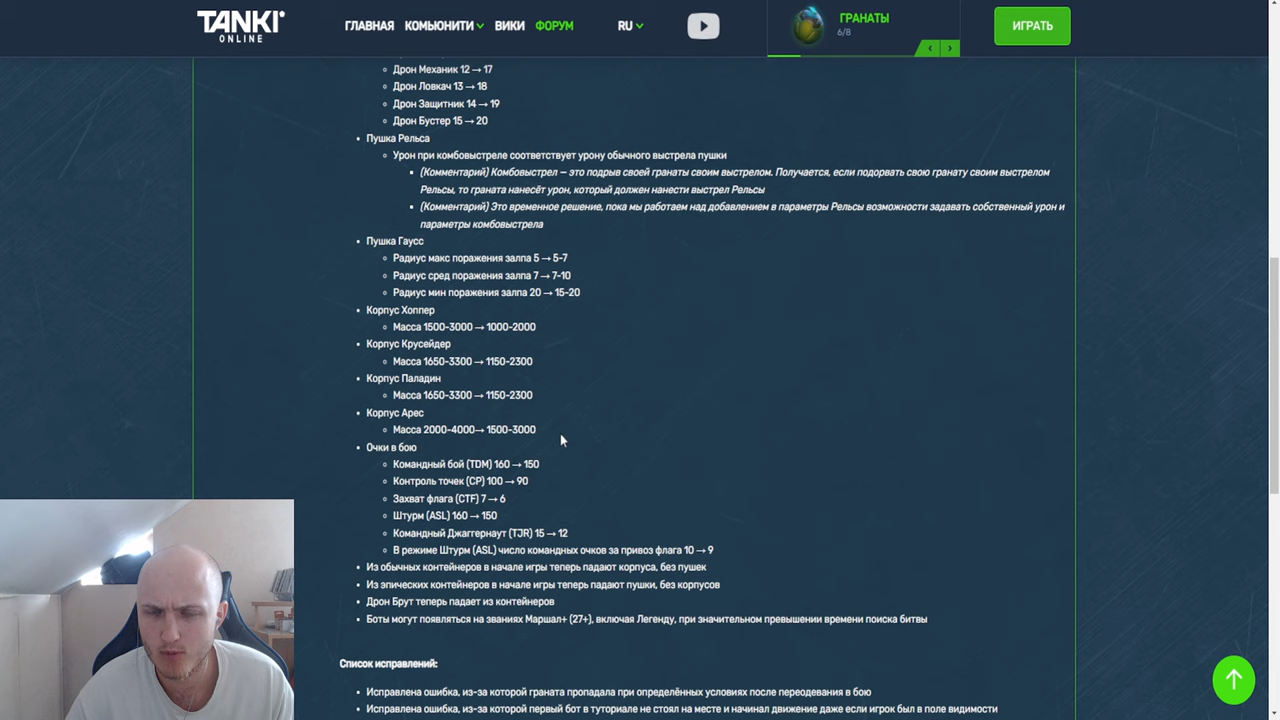 TANKI
ONLINE
ГЛАВНАЯ КОМЬЮНИТИ ВИКИ ФОРУМ RU ГРАНАТЫ 6/8 ИГРАТЬ
Дрон Механик 12 → 17
Дрон Ловкач 13 → 18
Дрон Защитник 14 → 19
Дрон Бустер 15 → 20
Пушка Рельса
Урон при комбовыстреле соответствует урону обычного выстрела пушки
(Комментарий) Комбовыстрел — это подрыв своей гранаты своим выстрелом. Получается, если подорвать свою гранату своим выстрелом
Рельсы, то граната нанесёт урон, который должен нанести выстрел Рельсы
(Комментарий) Это временное решение, пока мы работаем над добавлением в параметры Рельсы возможности задавать собственный урон и
параметры комбовыстрела
Пушка Гаусс
Радиус макс поражения залпа 5 → 5-7
Радиус сред поражения залпа 7 → 7-10
Радиус мин поражения залпа 20 → 15-20
Корпус Хоппер
Масса 1500-3000 → 1000-2000
Корпус Крусейдер
Масса 1650-3300 → 1150-2300
Корпус Паладин
Масса 1650-3300 → 1150-2300
Корпус Арес
Масса 2000-4000→ 1500-3000
Очки в бою
Командный бой (TDM) 160 → 150
Контроль точек (CP) 100 → 90
Захват флага (CTF) 7 → 6
Штурм (ASL) 160 → 150
Командный Джаггернаут (TJR) 15 → 12
В режиме Штурм (ASL) число командных очков за привоз флага 10 → 9
Из обычных контейнеров в начале игры теперь падают корпуса, без пушек
Из эпических контейнеров в начале игры теперь падают пушки, без корпусов
Дрон Брут теперь падает из контейнеров
Боты могут появляться на званиях Маршал+ (27+), включая Легенду, при значительном превышении времени поиска битвы
Список исправлений:
Исправлена ошибка, из-за которой граната пропадала при определённых условиях после переодевания в бою
Исправлена ошибка, из-за которой первый бот в туториале не стоял на месте и начинал движение даже если игрок был в поле видимости